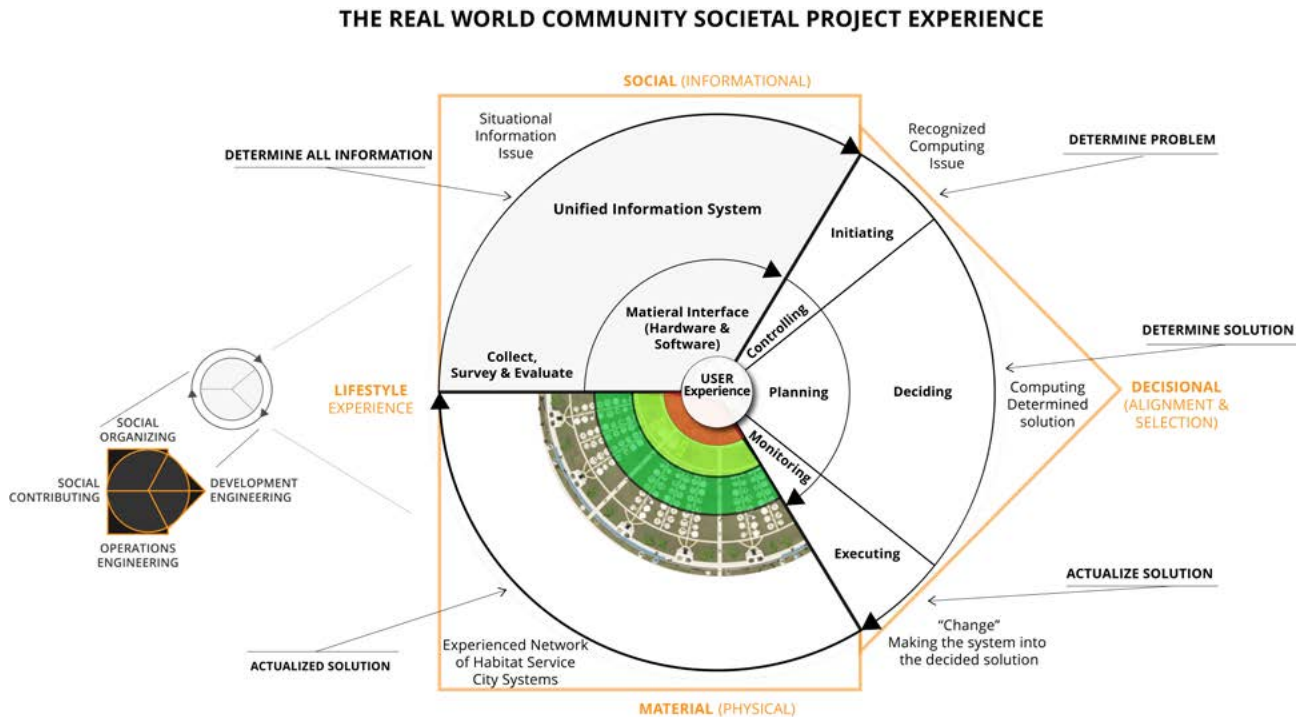 THE REAL WORLD COMMUNITY SOCIETAL PROJECT EXPERIENCE
SOCIAL (INFORMATIONAL)
Situational
Information
Issue
Recognized
Computing
Issue
DETERMINE ALL INFORMATION
DETERMINE PROBLEM
Unified Information System
Initiating
Matieral Interface
(Hardware &
Software)
Controlling
DETERMINE SOLUTION
Collect,
Survey & Evaluate
USER
Experience
Planning
Deciding
LIFESTYLE
EXPERIENCE
Computing
Determined
solution
DECISIONAL
(ALIGNMENT &
SELECTION)
SOCIAL
ORGANIZING
Monitoring
SOCIAL
CONTRIBUTING
DEVELOPMENT
ENGINEERING
OPERATIONS
ENGINEERING
Executing
ACTUALIZE SOLUTION
"Change"
Making the system into
the decided solution
Experienced Network
of Habitat Service
City Systems
ACTUALIZED SOLUTION
MATERIAL (PHYSICAL)